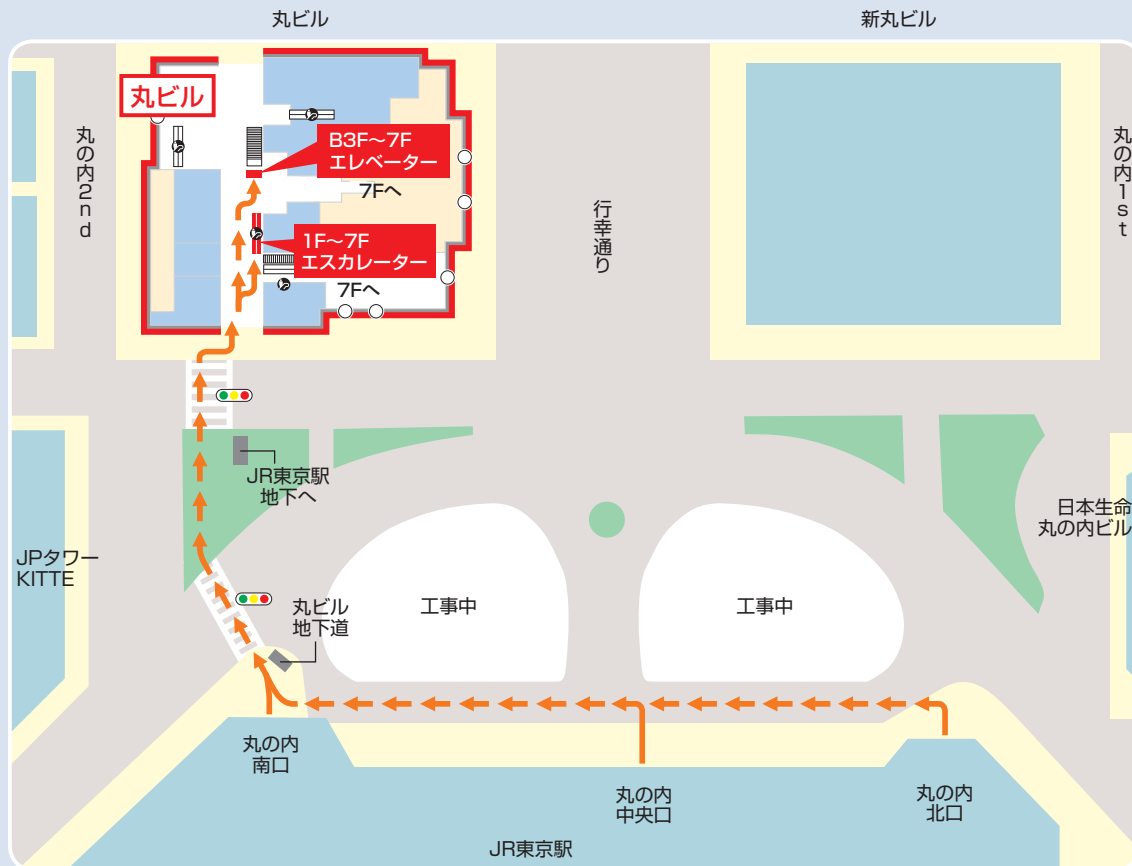 丸ビル
新丸ビル
丸ビル
丸の内2nd
B3F〜7F
エレベーター
7Fへ
1F〜7F
エスカレーター
7Fへ
行幸通り
丸の内1st
JR東京駅
地下へ
JPタワー
KITTE
日本生命
丸の内ビル
丸ビル
地下道
工事中
工事中
丸の内
南口
丸の内
中央口
丸の内
北口
JR東京駅